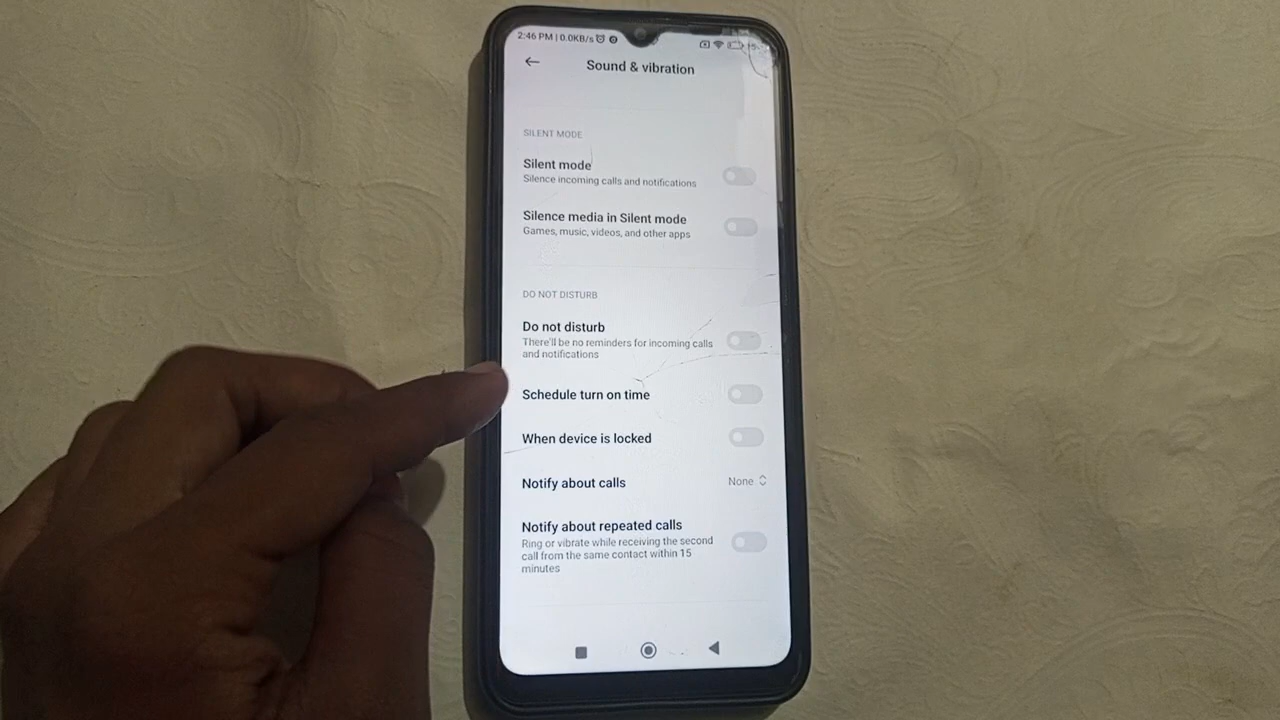 2:46 PM | 0.0KB/s
Sound & vibration
SILENT MODE
Silent mode
Silence incoming calls and notifications
Silence media in Silent mode
Games, music, videos, and other apps
DO NOT DISTURB
Do not disturb
There'll be no reminders for incoming calls
and notifications
Schedule turn on time
When device is locked
Notify about calls
None
Notify about repeated calls
Ring or vibrate while receiving the second
call from the same contact within 15
minutes